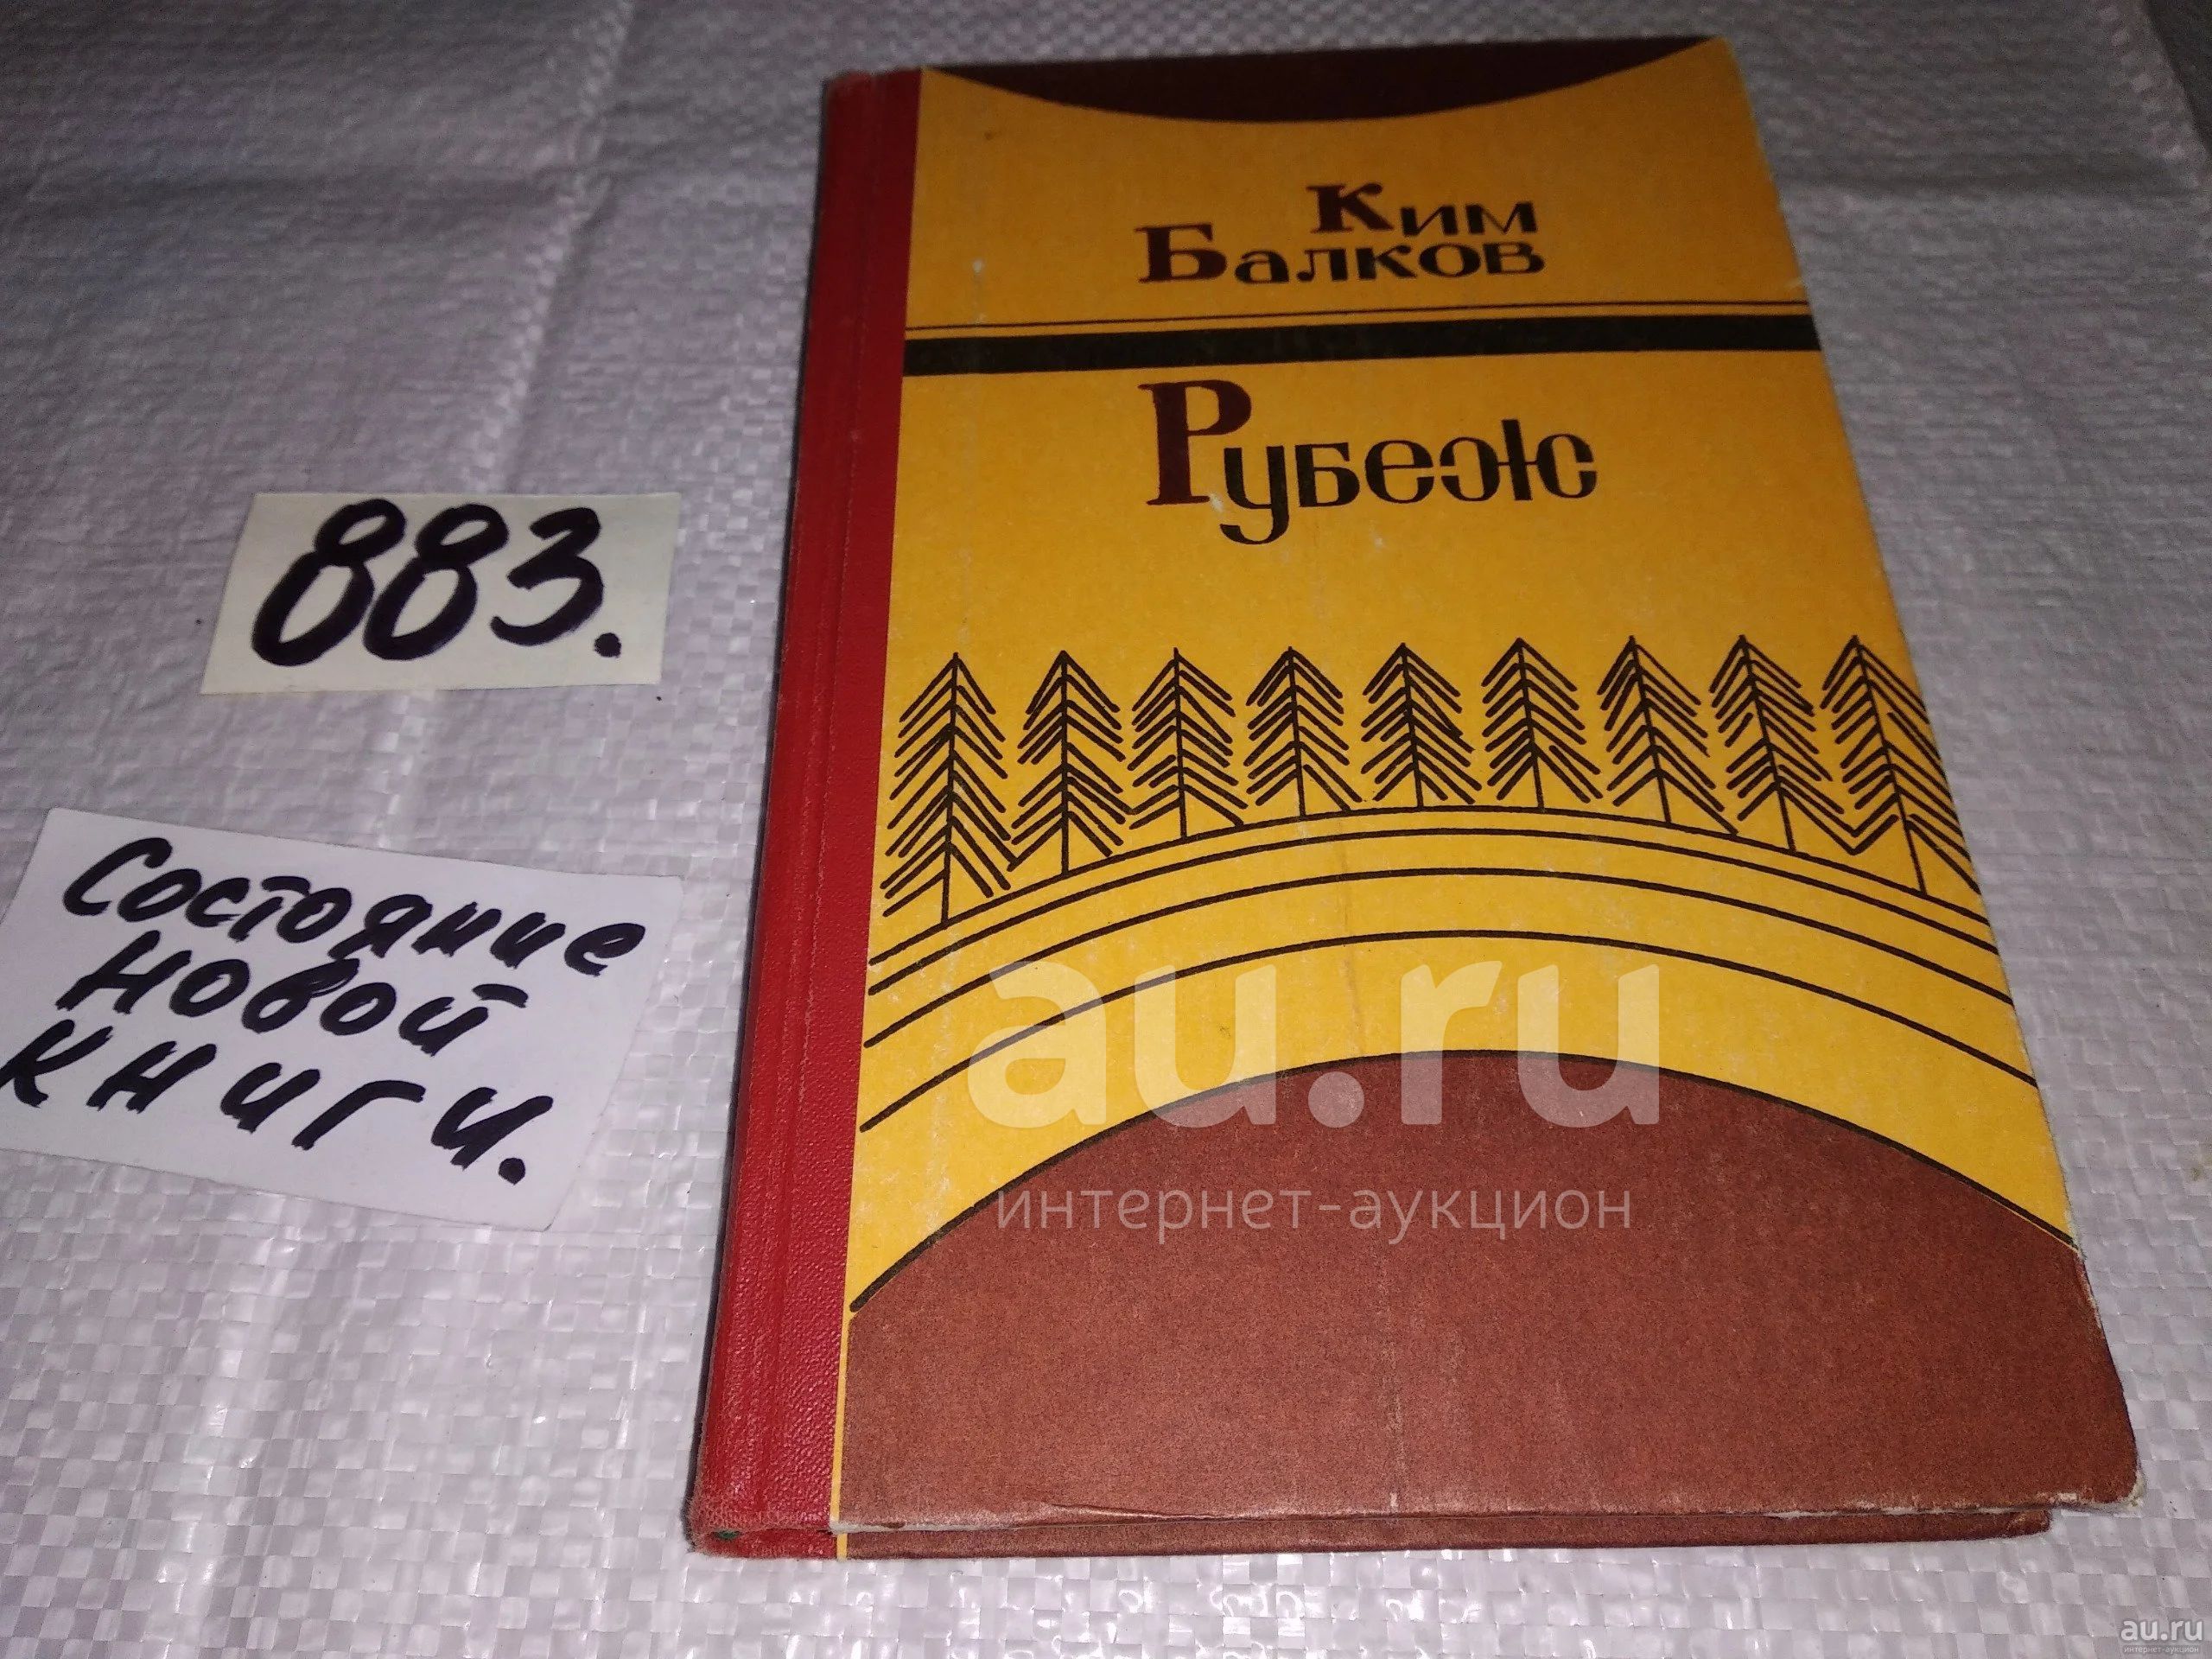 Ким
Балков
Рубеж
883.
Состояние
новой
книги.
au.ru
интернет-аукцион
au.ru
интернет-аукцион